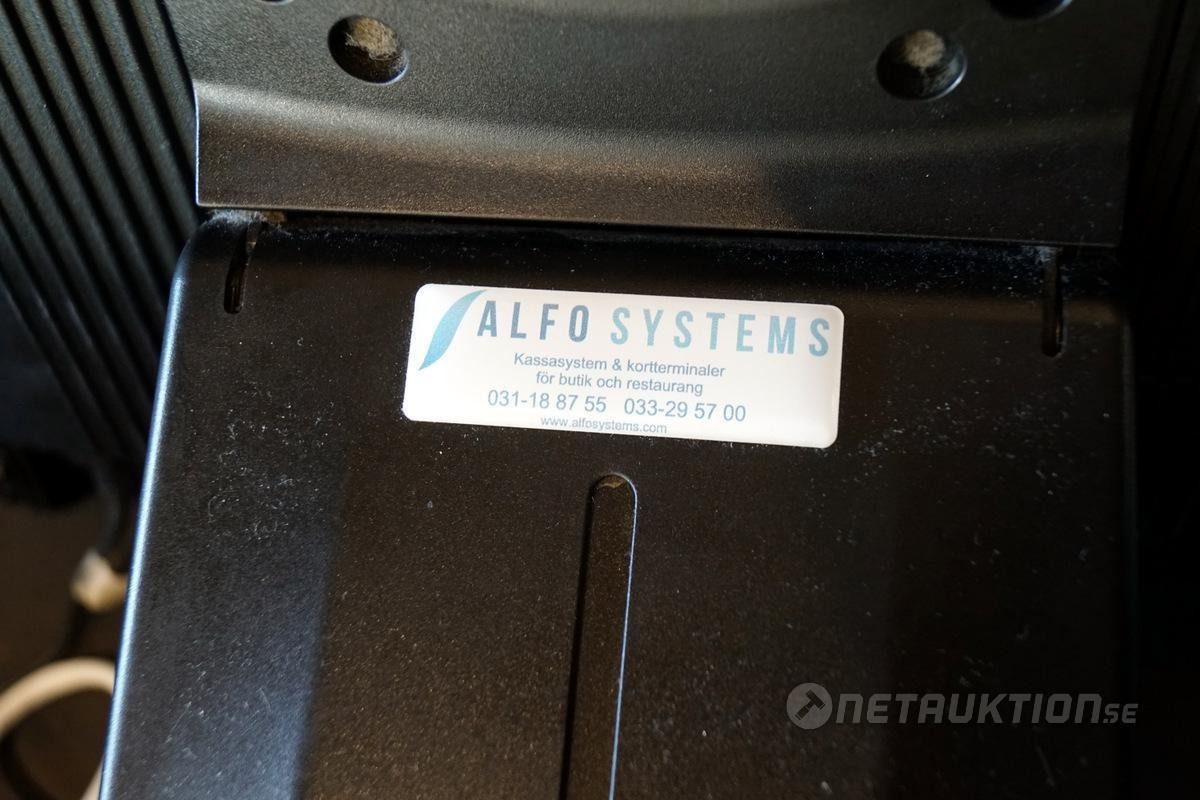 ALFO SYSTEMS
Kassasystem & kortterminaler
för butik och restaurang
031-18 87 55 033-29 57 00
www.alfosystems.com
NETAUKTION.SE